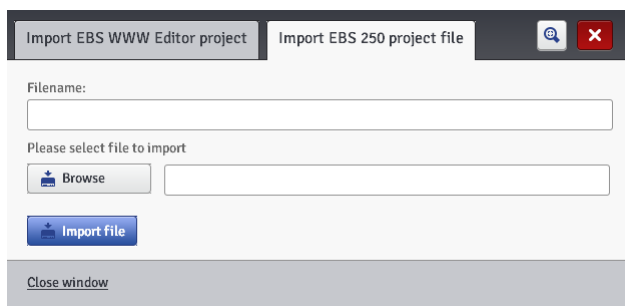 Import EBS WWW Editor project
Import EBS 250 project file
Filename:
Please select file to import
Browse
Import file
Close window